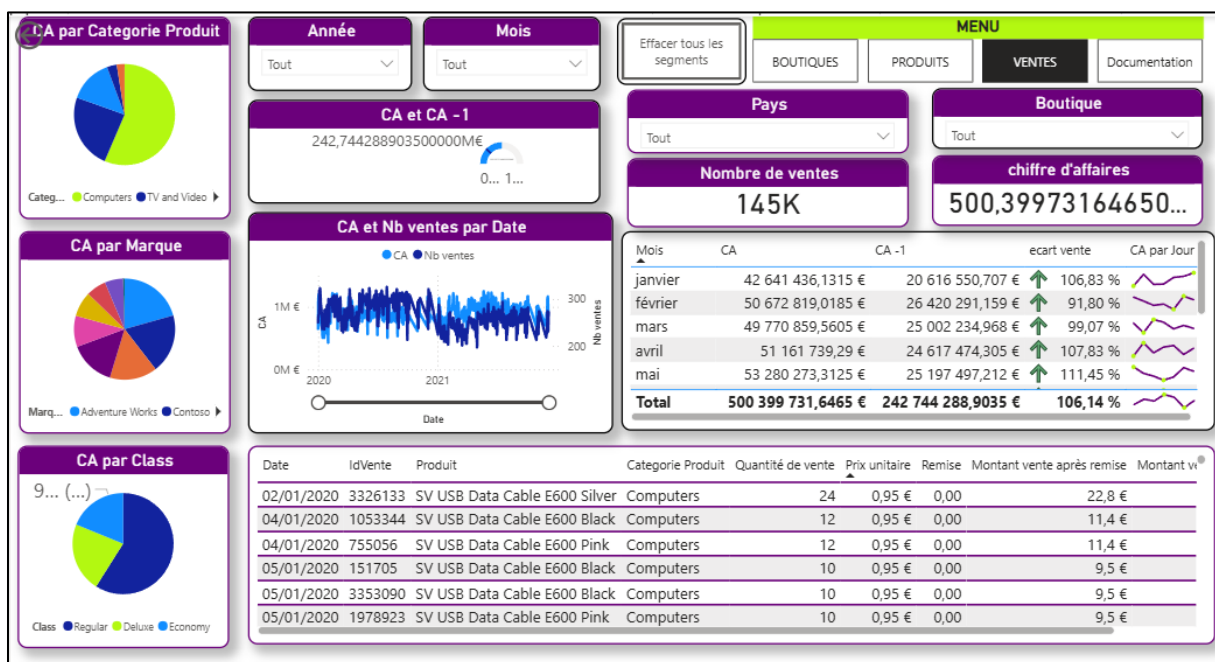 CA par Categorie Produit
Categ... Computers TV and Video
CA par Marque
Marq... Adventure Works Contoso
CA par Class
9... (...)
Class Regular Deluxe Economy
Année
Tout
Mois
Tout
CA et CA -1
242,744288903500000M€
0... 1...
CA et Nb ventes par Date
CA Nb ventes
1M €
0M €
CA
300
200
Nb ventes
2020 2021
Date
Effacer tous les
segments
MENU
BOUTIQUES PRODUITS VENTES Documentation
Pays
Tout
Boutique
Tout
Nombre de ventes
145K
chiffre d'affaires
500,39973164650...
Mois CA CA -1 ecart vente CA par Jour
janvier 42 641 436,1315 € 20 616 550,707 € 106,83 %
février 50 672 819,0185 € 26 420 291,159 € 91,80 %
mars 49 770 859,5605 € 25 002 234,968 € 99,07 %
avril 51 161 739,29 € 24 617 474,305 € 107,83 %
mai 53 280 273,3125 € 25 197 497,212 € 111,45 %
Total 500 399 731,6465 € 242 744 288,9035 € 106,14 %
Date IdVente Produit Categorie Produit Quantité de vente Prix unitaire Remise Montant vente après remise Montant
02/01/2020 3326133 SV USB Data Cable E600 Silver Computers 24 0,95 € 0,00 22,8 €
04/01/2020 1053344 SV USB Data Cable E600 Black Computers 12 0,95 € 0,00 11,4 €
04/01/2020 755056 SV USB Data Cable E600 Pink Computers 12 0,95 € 0,00 11,4 €
05/01/2020 151705 SV USB Data Cable E600 Black Computers 10 0,95 € 0,00 9,5 €
05/01/2020 3353090 SV USB Data Cable E600 Black Computers 10 0,95 € 0,00 9,5 €
05/01/2020 1978923 SV USB Data Cable E600 Pink Computers 10 0,95 € 0,00 9,5 €